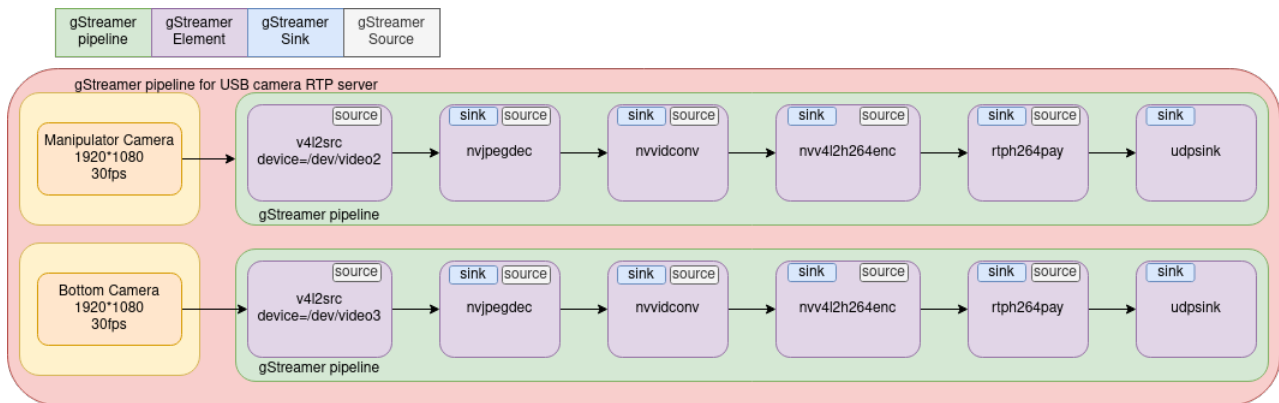 gStreamer
pipeline
gStreamer
Element
gStreamer
Sink
gStreamer
Source
gStreamer pipeline for USB camera RTP server
Manipulator Camera
1920*1080
30fps
source
v4l2src
device=/dev/video2
sink
source
nvjpegdec
sink
source
nvvidconv
sink
source
nvv4l2h264enc
sink
source
rtph264pay
sink
udpsink
gStreamer pipeline
Bottom Camera
1920*1080
30fps
source
v4l2src
device=/dev/video3
sink
source
nvjpegdec
sink
source
nvvidconv
sink
source
nvv4l2h264enc
sink
source
rtph264pay
sink
udpsink
gStreamer pipeline